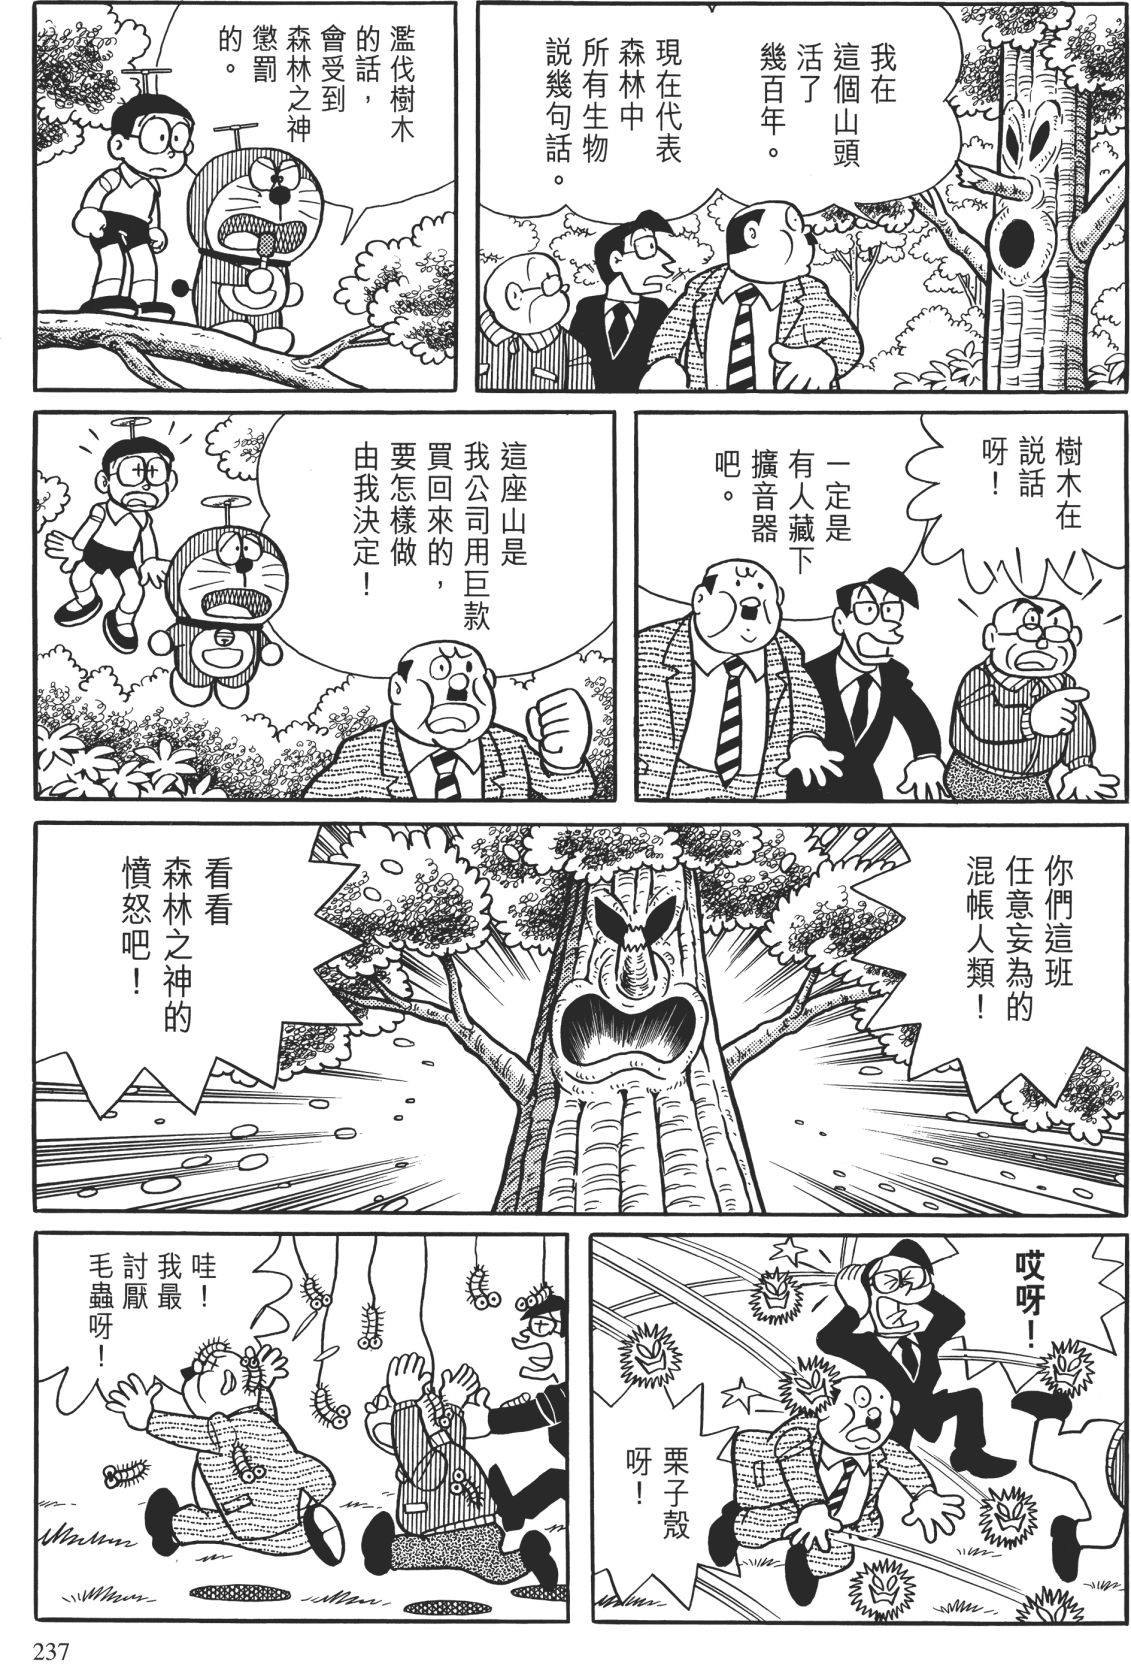 我在
這個山頭
活了
幾百年。
現在代表
森林中
所有生物
說幾句話。
濫伐樹木
的話，
會受到
森林之神
懲罰
的。
樹木在
說話
呀！
一定是
有人藏下
擴音器
吧。
這座山是
我公司用巨款
買回來的，
要怎樣做
由我決定！
你們這班
任意妄為的
混帳人類！
看看
森林之神的
憤怒吧！
哎呀！
栗子殼
呀！
哇！
我最
討厭
毛蟲呀！
237